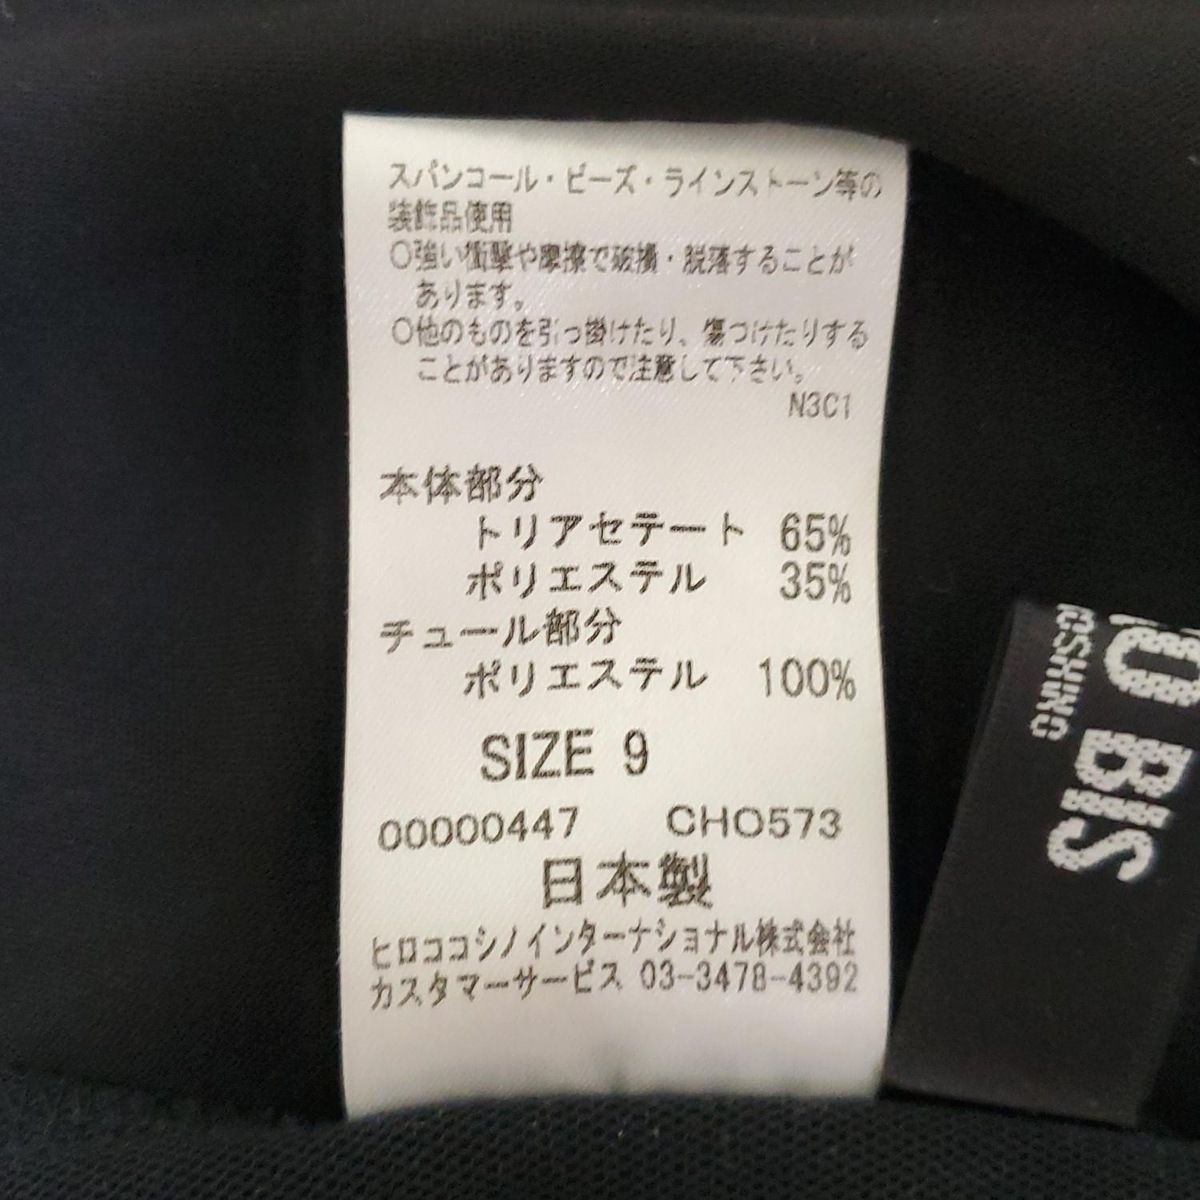 スパンコール・ビーズ・ラインストーン等の
装飾品使用
○強い衝撃や摩擦で破損・脱落することが
あります。
○他のものを引っ掛けたり、傷つけたりする
ことがありますので注意して下さい。
N3C1
本体部分
トリアセテート 65%
ポリエステル 35%
チュール部分
ポリエステル 100%
SIZE 9
00000447 CHO573
日本製
ヒロココシノインターナショナル株式会社
カスタマーサービス 03-3478-4392
O BIS
OSHINO